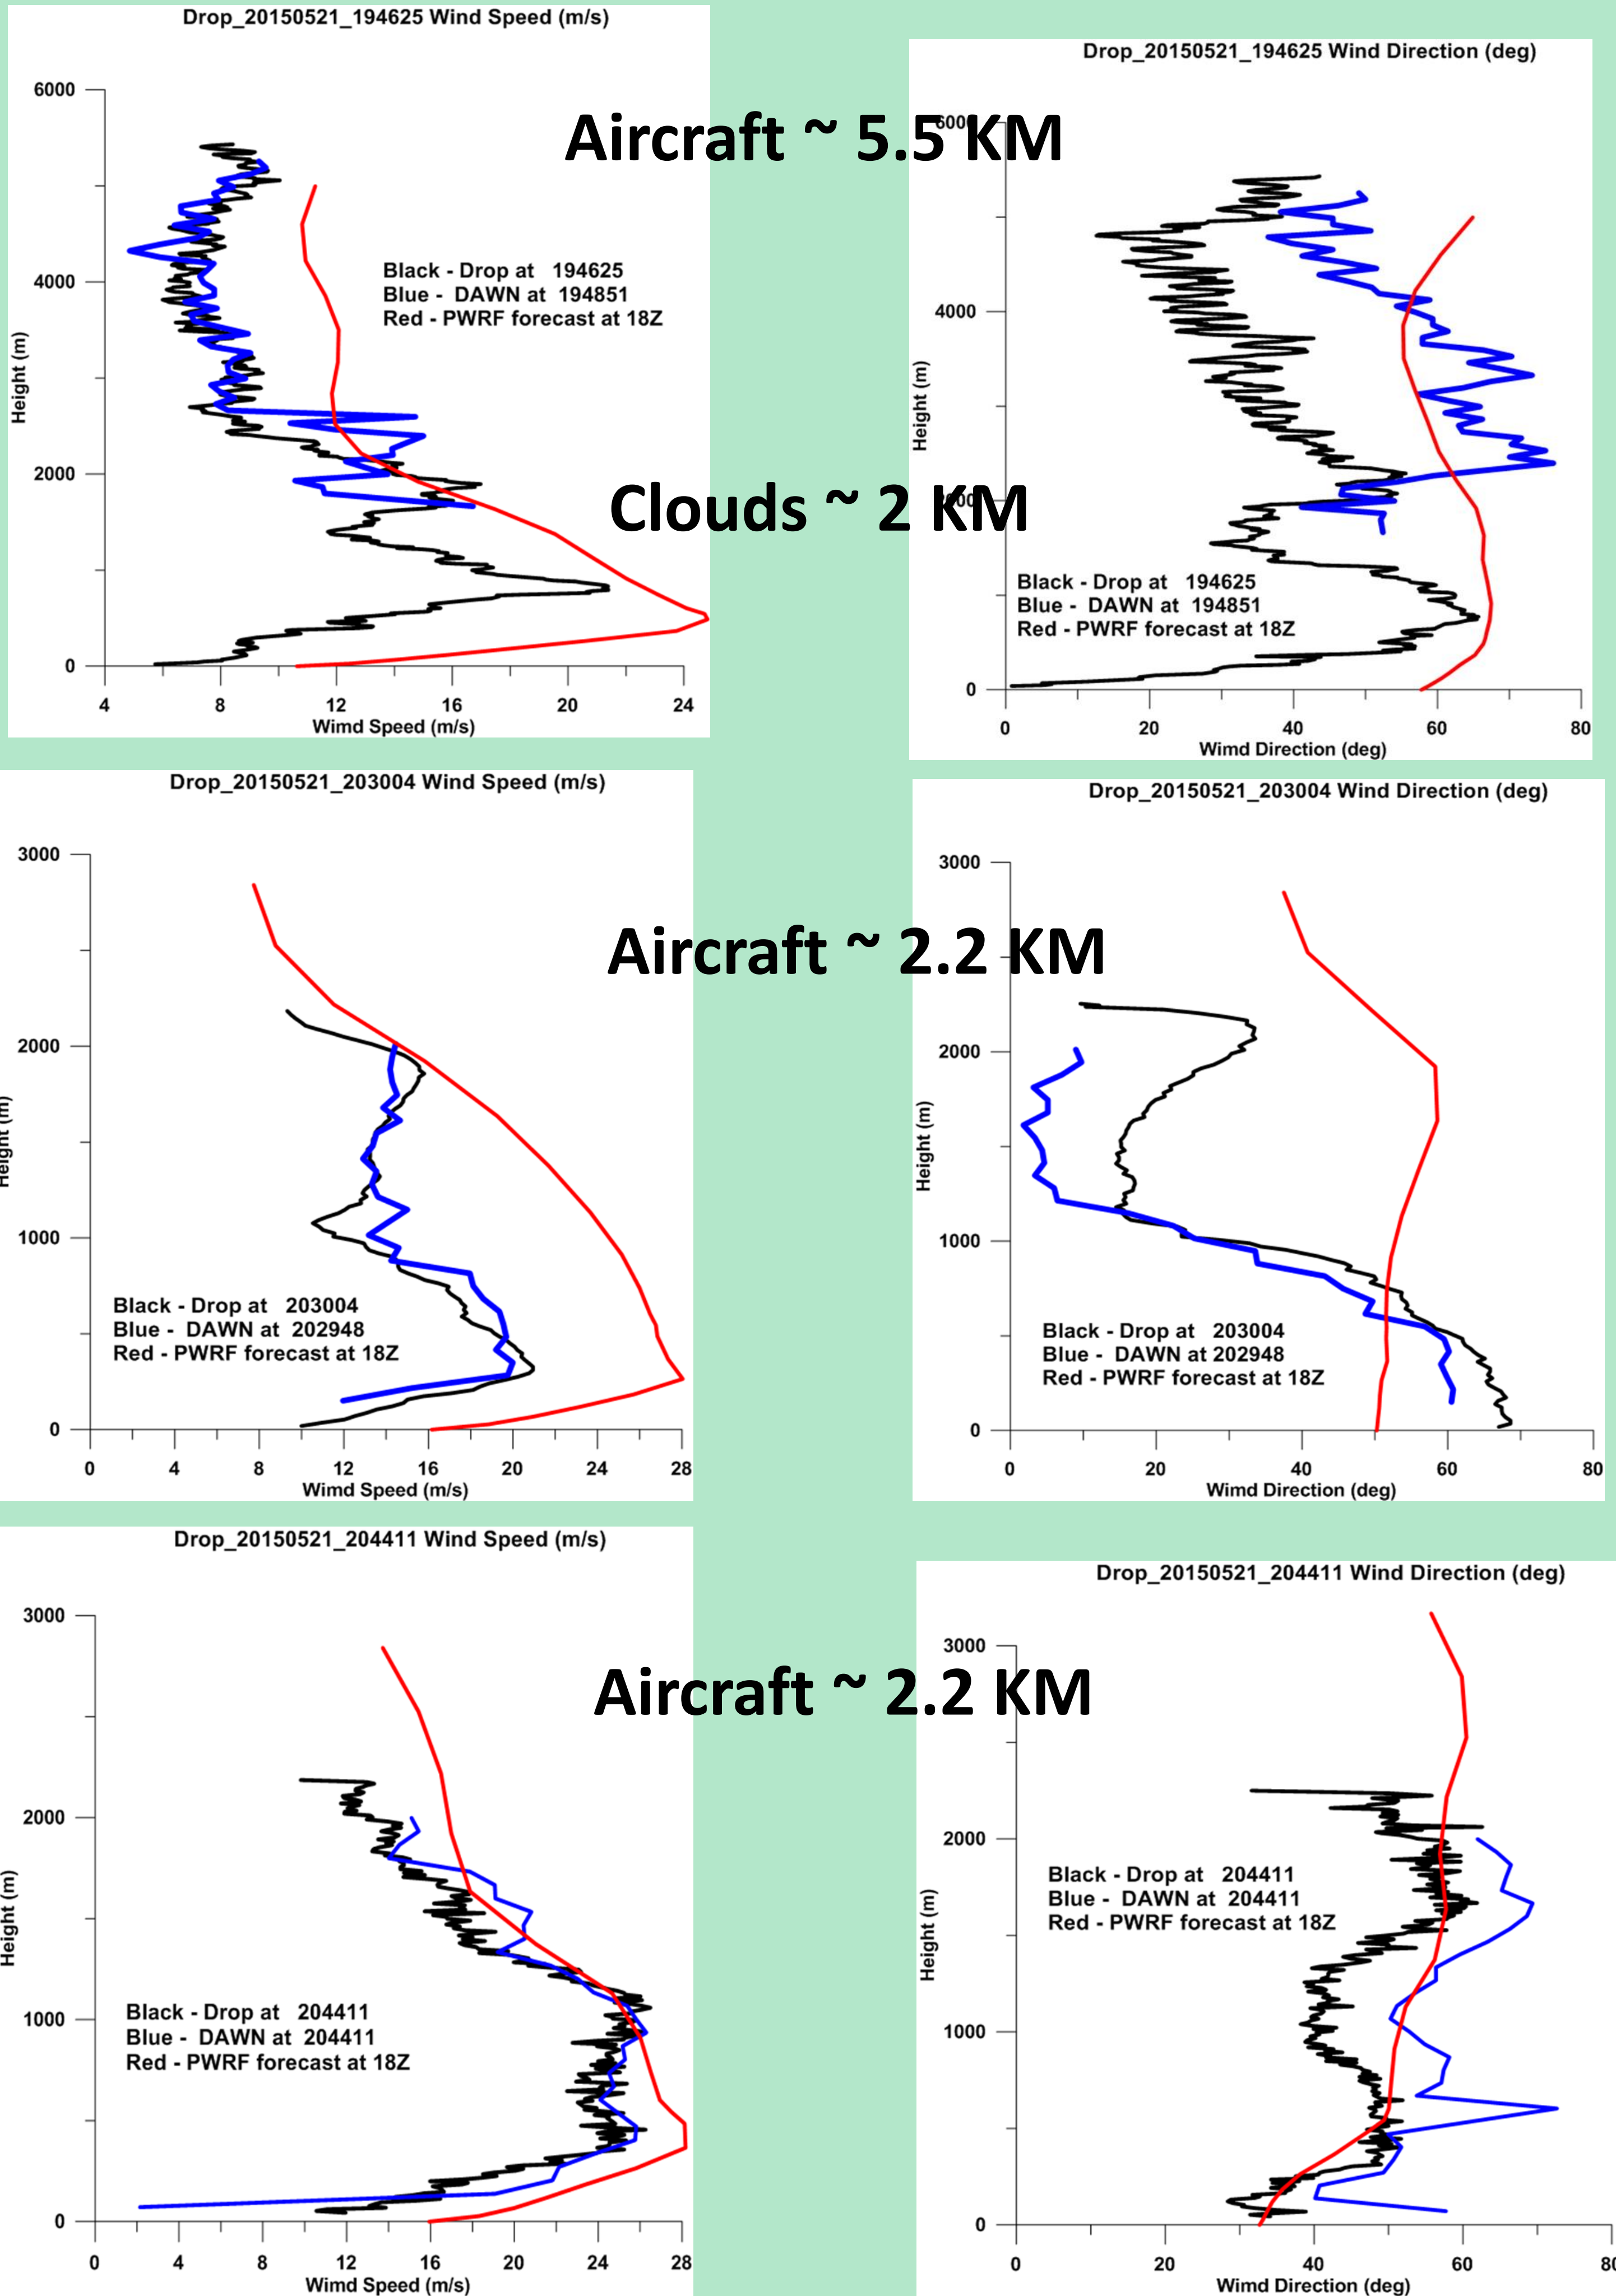 Drop_20150521_194625 Wind Speed (m/s)
6000
4000
2000
0
Height (m)
Black - Drop at 194625
Blue - DAWN at 194851
Red - PWRF forecast at 18Z
4 8 12 16 20 24
Wimd Speed (m/s)
Aircraft ~ 5.5 KM
Clouds ~ 2 KM
Drop_20150521_194625 Wind Direction (deg)
6000
4000
2000
0
Height (m)
Black - Drop at 194625
Blue - DAWN at 194851
Red - PWRF forecast at 18Z
0 20 40 60 80
Wimd Direction (deg)
Drop_20150521_203004 Wind Speed (m/s)
3000
2000
1000
0
Height (m)
Black - Drop at 203004
Blue - DAWN at 202948
Red - PWRF forecast at 18Z
0 4 8 12 16 20 24 28
Wimd Speed (m/s)
Aircraft ~ 2.2 KM
Drop_20150521_203004 Wind Direction (deg)
3000
2000
1000
0
Height (m)
Black - Drop at 203004
Blue - DAWN at 202948
Red - PWRF forecast at 18Z
0 20 40 60 80
Wimd Direction (deg)
Drop_20150521_204411 Wind Speed (m/s)
3000
2000
1000
0
Height (m)
Black - Drop at 204411
Blue - DAWN at 204411
Red - PWRF forecast at 18Z
0 4 8 12 16 20 24 28
Wimd Speed (m/s)
Aircraft ~ 2.2 KM
Drop_20150521_204411 Wind Direction (deg)
3000
2000
1000
0
Height (m)
Black - Drop at 204411
Blue - DAWN at 204411
Red - PWRF forecast at 18Z
0 20 40 60 80
Wimd Direction (deg)